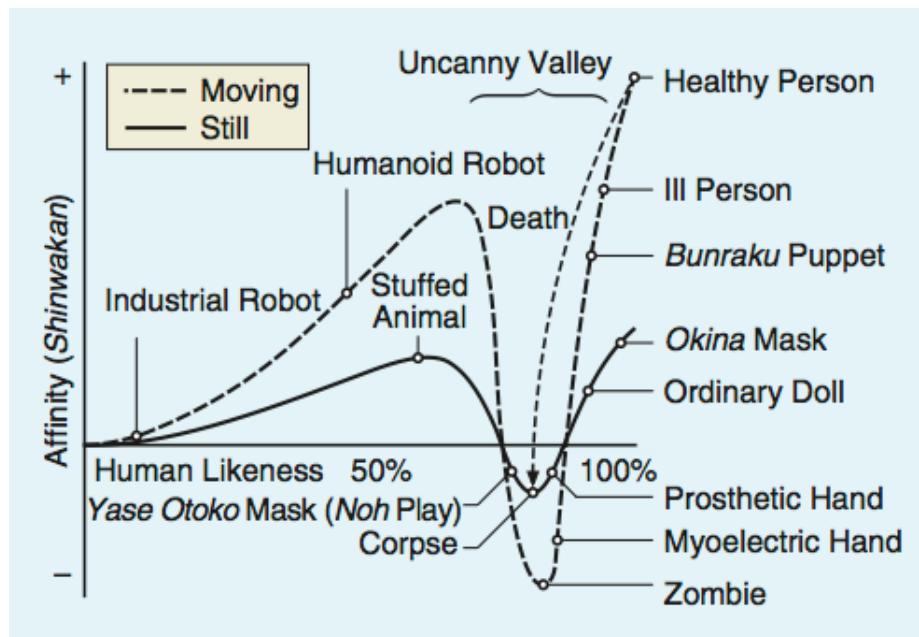 +
Uncanny Valley
Healthy Person
Moving
Still
Humanoid Robot
Ill Person
Death
Bunraku Puppet
Industrial Robot
Stuffed
Animal
Okina Mask
Ordinary Doll
Affinity (Shinwakan)
Human Likeness 50% 100%
Yase Otoko Mask (Noh Play)
Prosthetic Hand
Corpse
Myoelectric Hand
–
Zombie